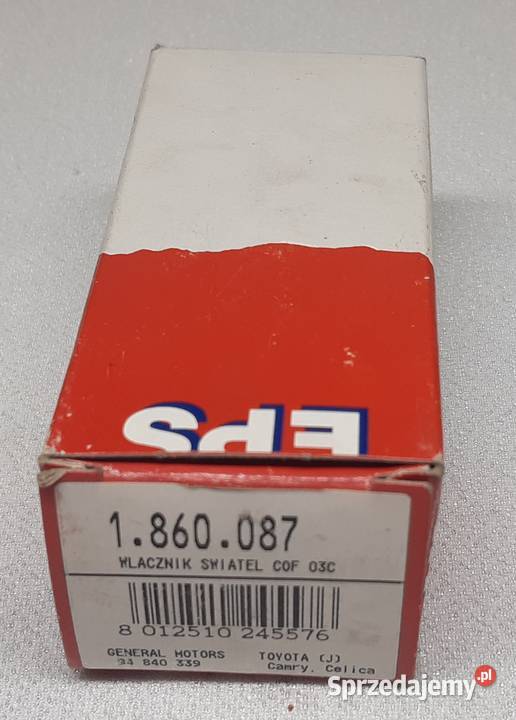 EPS
1.860.087
WLACZNIK SWIATEL COF 03C
8 012510 245576
GENERAL MOTORS TOYOTA (J)
94 840 339 Camry. Celica
Sprzedajemy.pl